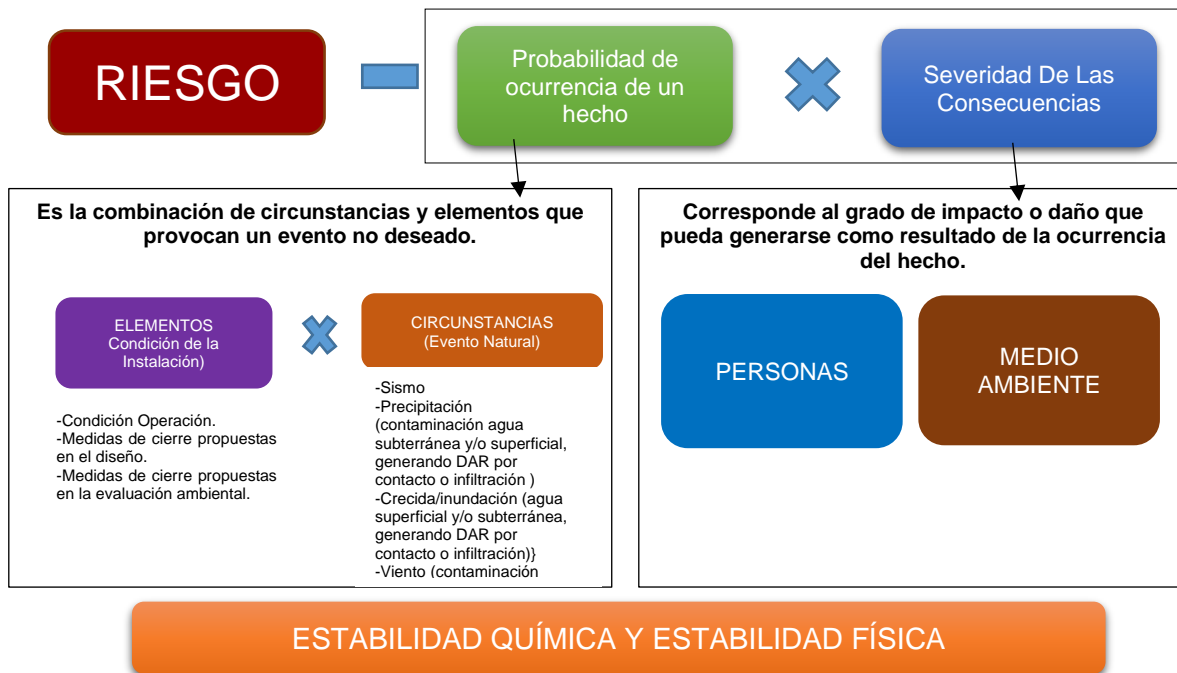 RIESGO
Probabilidad de
ocurrencia de un
hecho
Severidad De Las
Consecuencias
Es la combinación de circunstancias y elementos que
provocan un evento no deseado.
ELEMENTOS
Condición de la
Instalación)
CIRCUNSTANCIAS
(Evento Natural)
-Condición Operación.
-Medidas de cierre propuestas
en el diseño.
-Medidas de cierre propuestas
en la evaluación ambiental.
-Sismo
-Precipitación
(contaminación agua
subterránea y/o superficial,
generando DAR por
contacto o infiltración )
-Crecida/inundación (agua
superficial y/o subterránea,
generando DAR por
contacto o infiltración)}
-Viento (contaminación
Corresponde al grado de impacto o daño que
pueda generarse como resultado de la ocurrencia
del hecho.
PERSONAS
MEDIO
AMBIENTE
ESTABILIDAD QUÍMICA Y ESTABILIDAD FÍSICA